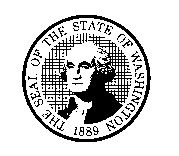 THE SEAL OF THE STATE OF WASHINGTON
1889